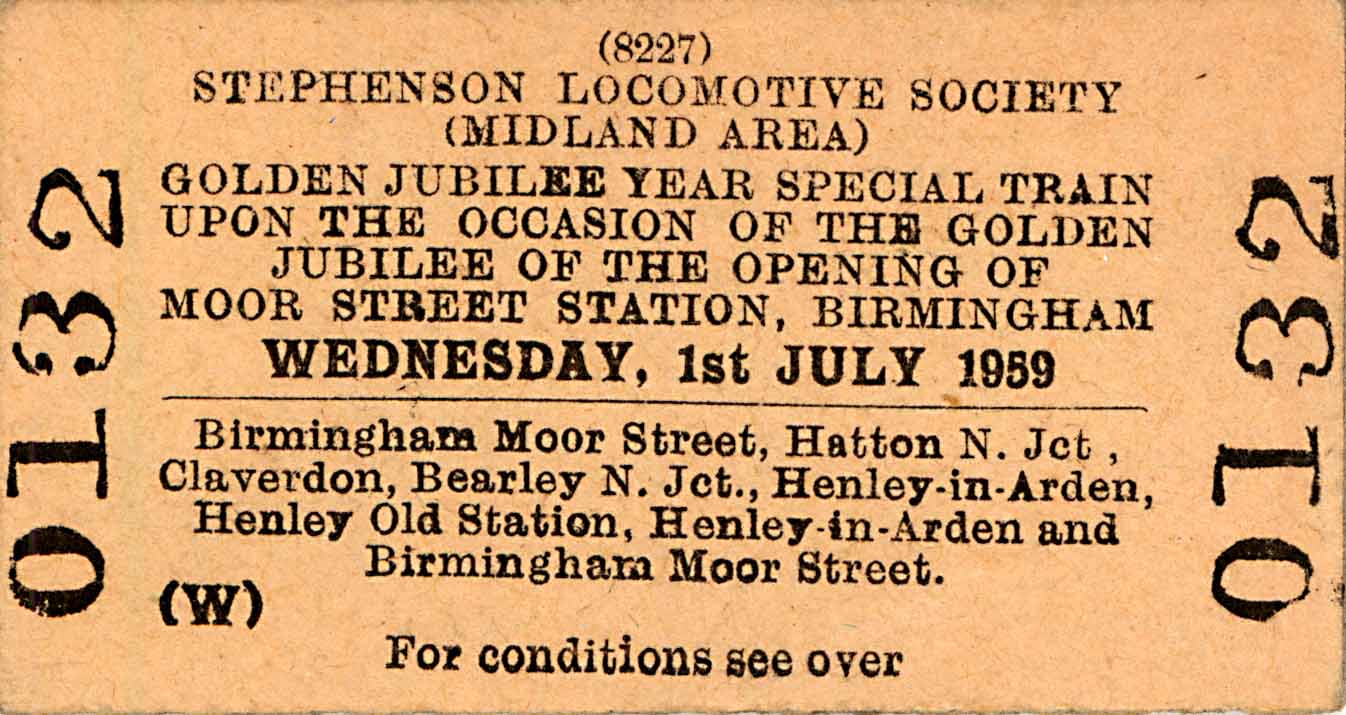 (8227)
STEPHENSON LOCOMOTIVE SOCIETY
(MIDLAND AREA)
GOLDEN JUBILEE YEAR SPECIAL TRAIN
UPON THE OCCASION OF THE GOLDEN
JUBILEE OF THE OPENING OF
MOOR STREET STATION, BIRMINGHAM
WEDNESDAY, 1st JULY 1959
Birmingham Moor Street, Hatton N. Jct ,
Claverdon, Bearley N. Jct., Henley-in-Arden,
Henley Old Station, Henley-in-Arden and
Birmingham Moor Street.
(W)
For conditions see over
0132
0132